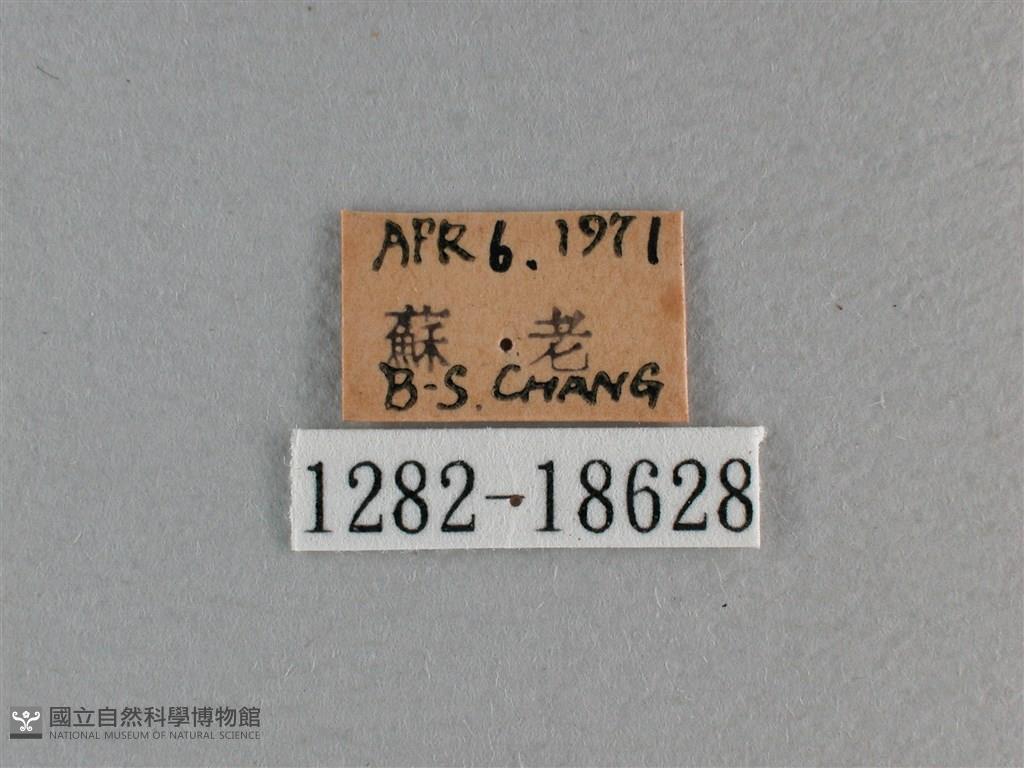 APR 6. 1971
蘇 老
B-S. CHANG
1282-18628
國立自然科學博物館
NATIONAL MUSEUM OF NATURAL SCIENCE